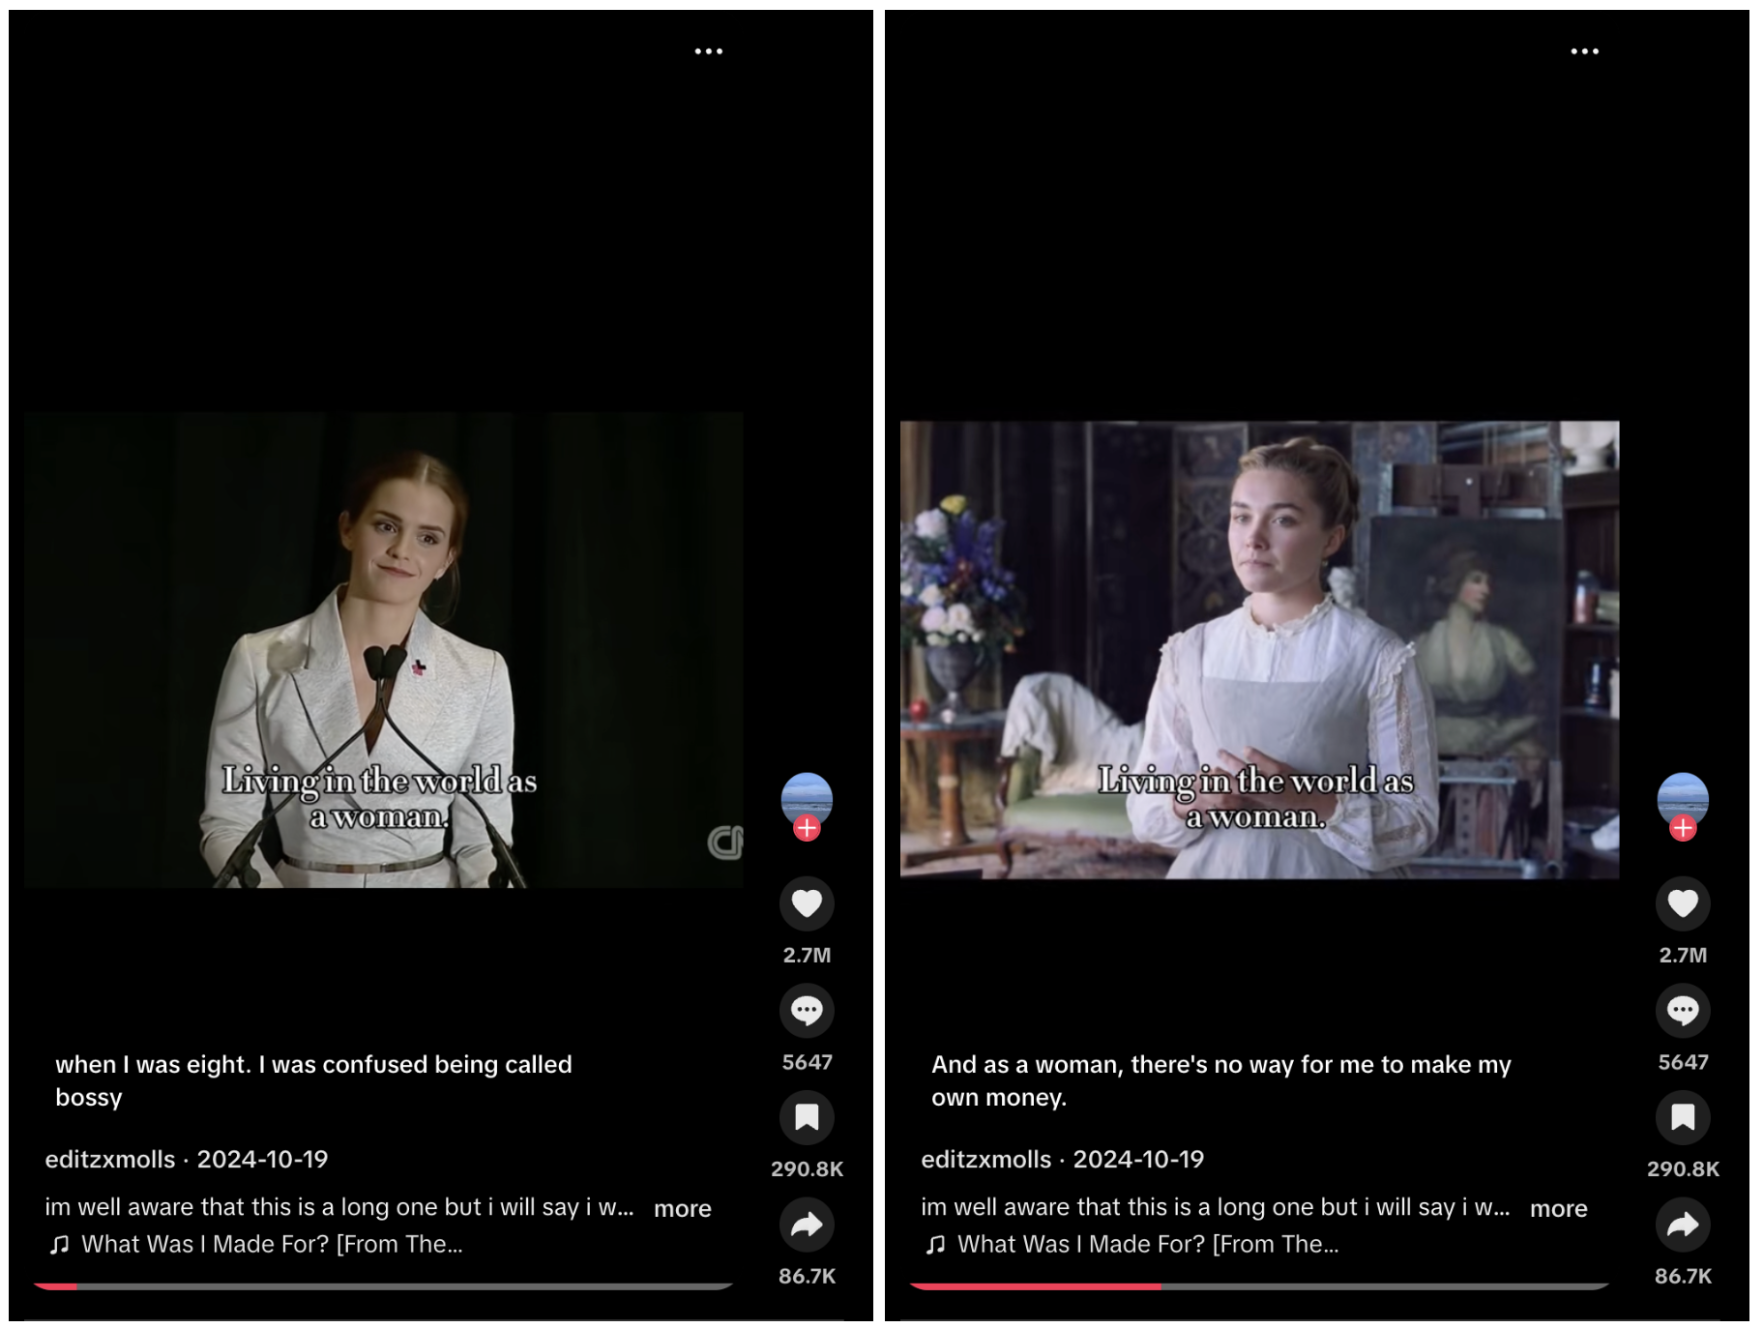 Living in the world as
a woman.
when I was eight. I was confused being called
bossy
editzxmolls · 2024-10-19
im well aware that this is a long one but i will say i w... more
What Was I Made For? [From The...
2.7M
5647
290.8K
86.7K
Living in the world as
a woman.
And as a woman, there's no way for me to make my
own money.
editzxmolls · 2024-10-19
im well aware that this is a long one but i will say i w... more
What Was I Made For? [From The...
2.7M
5647
290.8K
86.7K